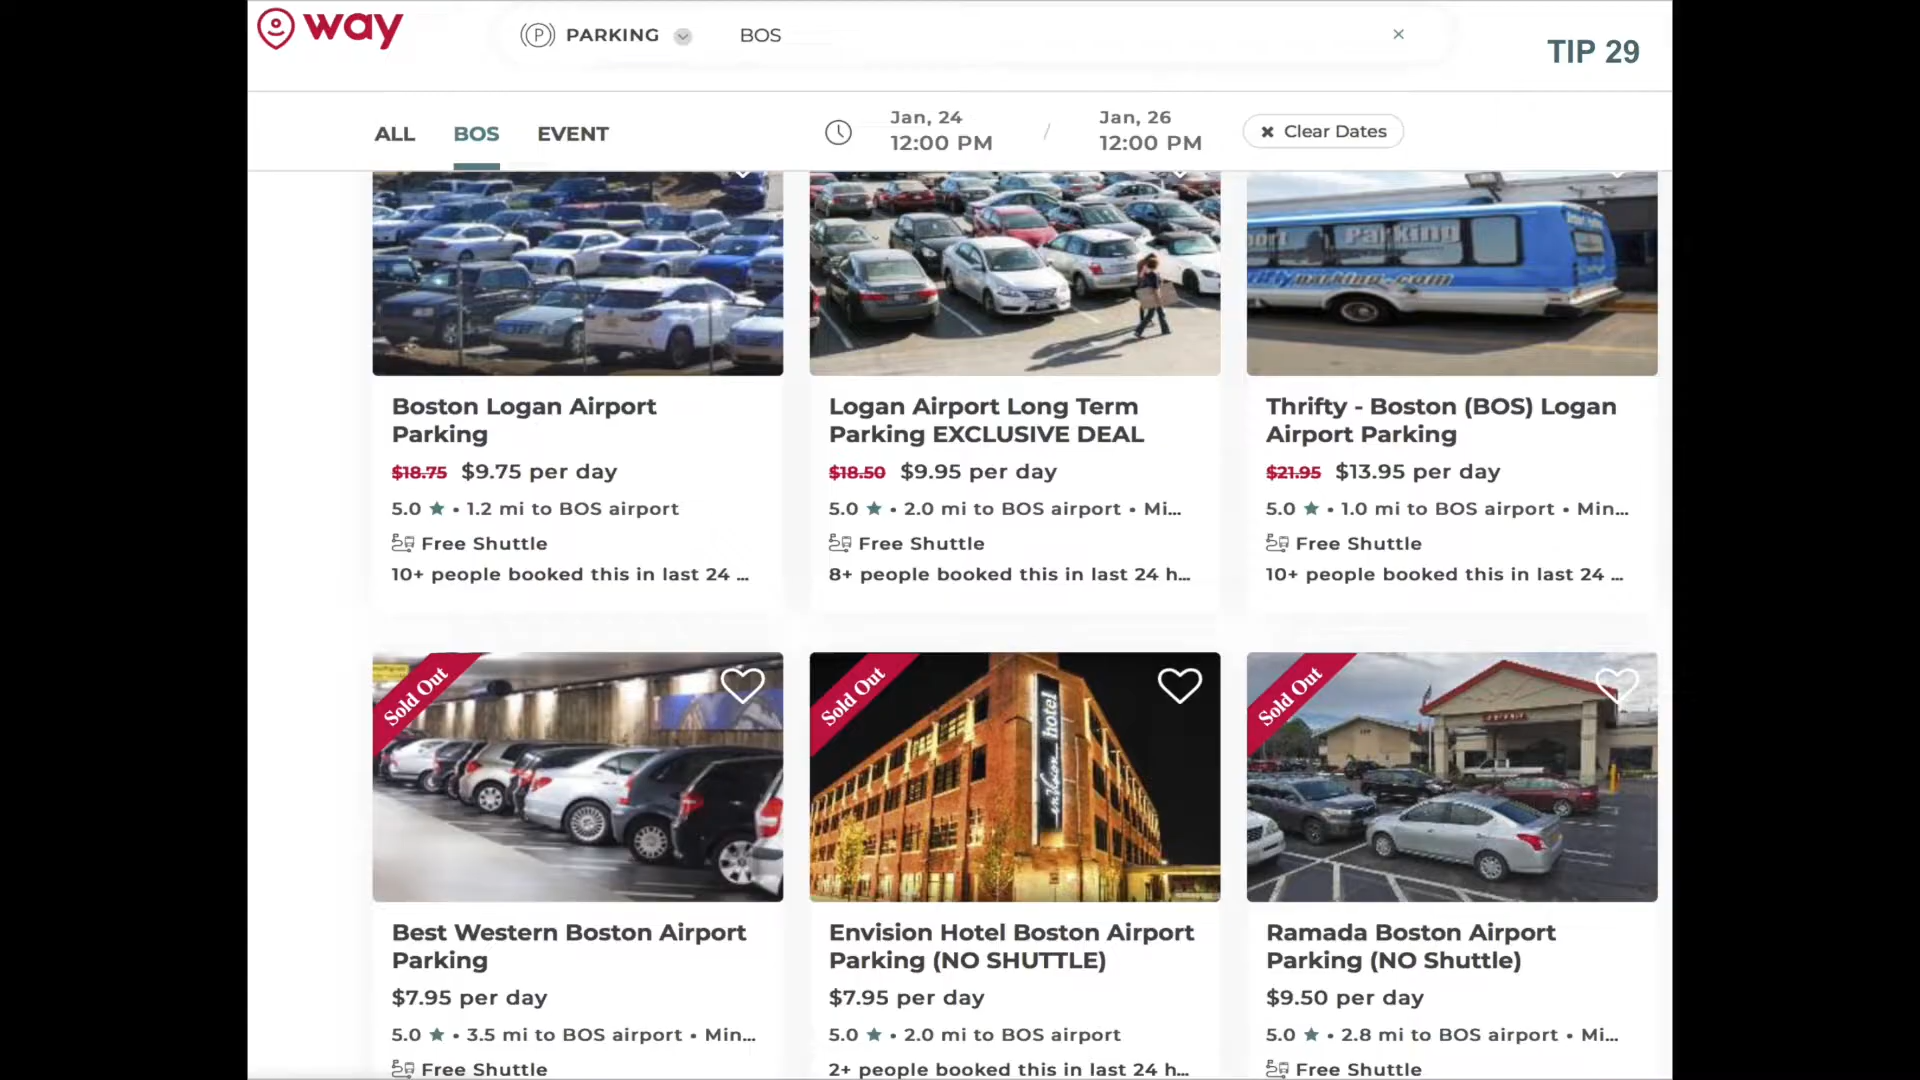 way
PARKING
BOS
TIP 29
ALL
BOS
EVENT
Jan, 24
12:00 PM
/
Jan, 26
12:00 PM
Clear Dates
Parking
Boston Logan Airport
Parking
$18.75 $9.75 per day
5.0 ★ • 1.2 mi to BOS airport
Free Shuttle
10+ people booked this in last 24 ...
Logan Airport Long Term
Parking EXCLUSIVE DEAL
$18.50 $9.95 per day
5.0 ★ • 2.0 mi to BOS airport • Mi...
Free Shuttle
8+ people booked this in last 24 h...
Thrifty - Boston (BOS) Logan
Airport Parking
$21.95 $13.95 per day
5.0 ★ • 1.0 mi to BOS airport • Min...
Free Shuttle
10+ people booked this in last 24 ...
Sold Out
Best Western Boston Airport
Parking
$7.95 per day
5.0 ★ • 3.5 mi to BOS airport • Min...
Free Shuttle
Sold Out
envision hotel
Envision Hotel Boston Airport
Parking (NO SHUTTLE)
$7.95 per day
5.0 ★ • 2.0 mi to BOS airport
2+ people booked this in last 24 h...
Sold Out
Ramada Boston Airport
Parking (NO Shuttle)
$9.50 per day
5.0 ★ • 2.8 mi to BOS airport • Mi...
Free Shuttle